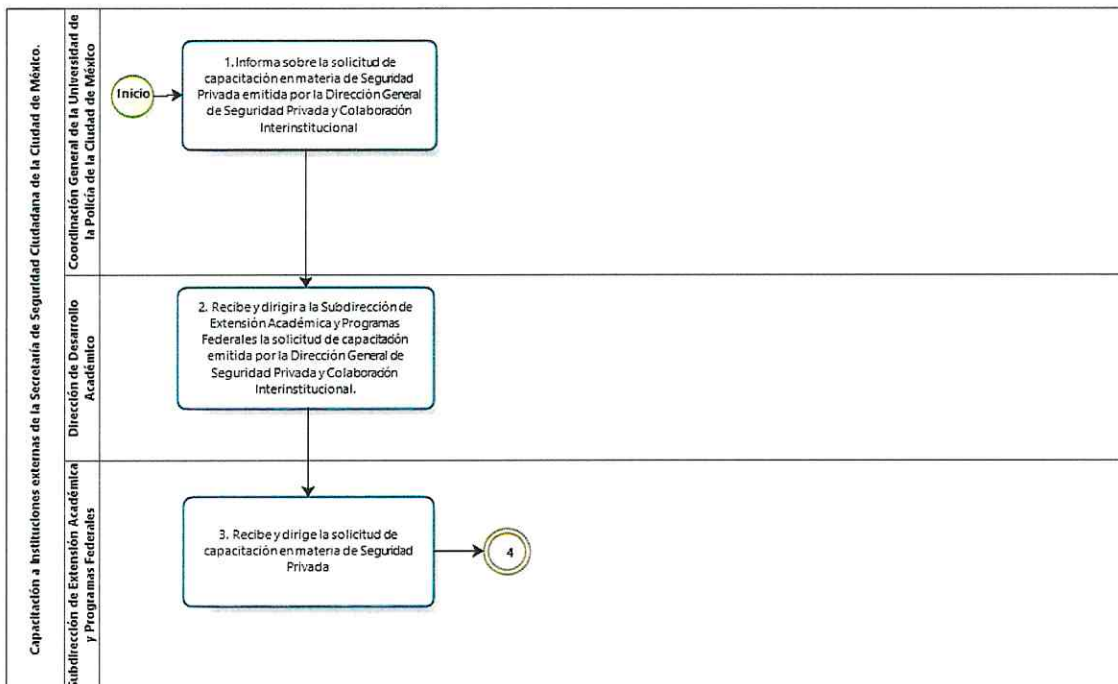 Capacitación a Instituciones externas de la Secretaría de Seguridad Ciudadana de la Ciudad de México.
Coordinación General de la Universidad de
la Policía de la Ciudad de México
Inicio
1. Informa sobre la solicitud de
capacitación en materia de Seguridad
Privada emitida por la Dirección General
de Seguridad Privada y Colaboración
Interinstitucional
Dirección de Desarrollo
Académico
2. Recibe y dirigir a la Subdirección de
Extensión Académica y Programas
Federales la solicitud de capacitación
emitida por la Dirección General de
Seguridad Privada y Colaboración
Interinstitucional.
Subdirección de Extensión Académica
y Programas Federales
3. Recibe y dirige la solicitud de
capacitación en materia de Seguridad
Privada
4